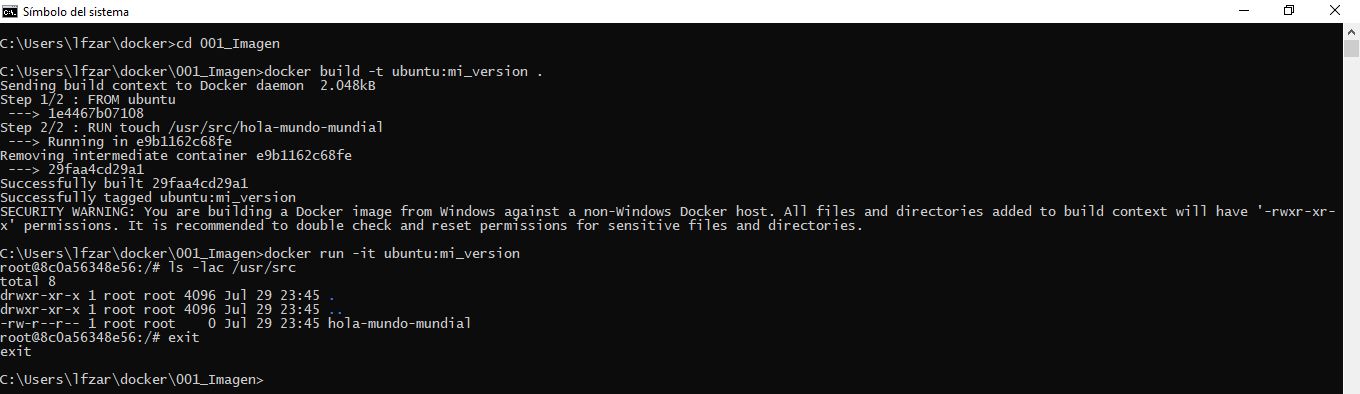 Símbolo del sistema
C:\Users\lfzar\docker>cd 001_Imagen
C:\Users\lfzar\docker\001_Imagen>docker build -t ubuntu:mi_version .
Sending build context to Docker daemon  2.048kB
Step 1/2 : FROM ubuntu
 ---> 1e4467b07108
Step 2/2 : RUN touch /usr/src/hola-mundo-mundial
 ---> Running in e9b1162c68fe
Removing intermediate container e9b1162c68fe
 ---> 29faa4cd29a1
Successfully built 29faa4cd29a1
Successfully tagged ubuntu:mi_version
SECURITY WARNING: You are building a Docker image from Windows against a non-Windows Docker host. All files and directories added to build context will have '-rwxr-xr-
x' permissions. It is recommended to double check and reset permissions for sensitive files and directories.
C:\Users\lfzar\docker\001_Imagen>docker run -it ubuntu:mi_version
root@8c0a56348e56:/# ls -lac /usr/src
total 8
drwxr-xr-x 1 root root 4096 Jul 29 23:45 .
drwxr-xr-x 1 root root 4096 Jul 29 23:45 ..
-rw-r--r-- 1 root root    0 Jul 29 23:45 hola-mundo-mundial
root@8c0a56348e56:/# exit
exit
C:\Users\lfzar\docker\001_Imagen>